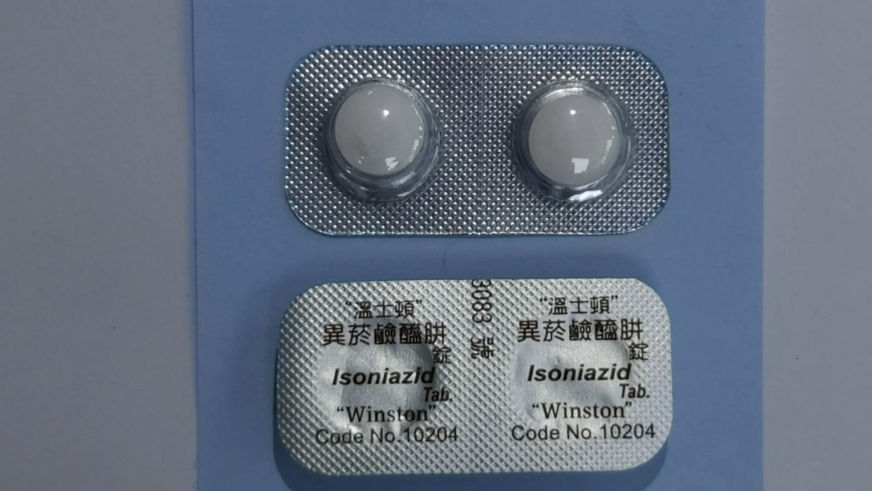 “溫士頓”
異菸鹼醯肼
錠
Isoniazid
Tab.
“Winston”
Code No.10204
3083 號
“溫士頓”
異菸鹼醯肼
錠
Isoniazid
Tab.
“Winston”
Code No.10204